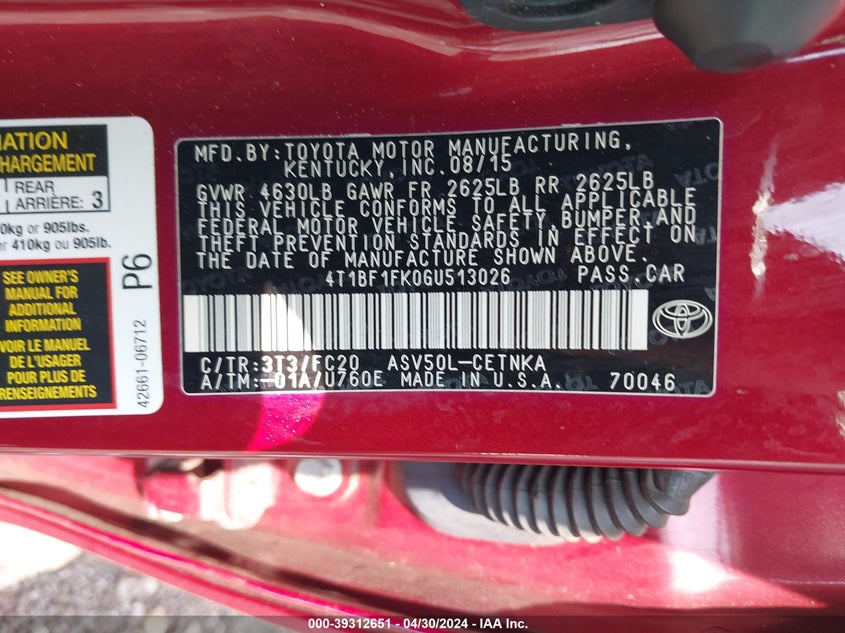 MATION
CHARGEMENT
REAR
ARRIÈRE: 3
0kg or 905lbs.
410kg ou 905lb.
SEE OWNER'S
MANUAL FOR
ADDITIONAL
INFORMATION
VOIR LE MANUEL
DE L'USAGER
POUR PLUS DE
RENSEIGNEMENTS
P6
42661-06712
MFD.BY:TOYOTA MOTOR MANUFACTURING,
KENTUCKY, INC.08/15
GVWR 4630LB GAWR FR 2625LB RR 2625LB
THIS VEHICLE CONFORMS TO ALL APPLICABLE
FEDERAL MOTOR VEHICLE SAFETY, BUMPER,AND
THEFT PREVENTION STANDARDS IN EFFECT ON
THE DATE OF MANUFACTURE SHOWN ABOVE.
4T1BF1FK0GU513026 PASS.CAR
C/TR:3T3/FC20 ASV50L-CETNKA
A/TM:-01A/U760E MADE IN U.S.A. 70046
000-39312651 - 04/30/2024 - IAA Inc.